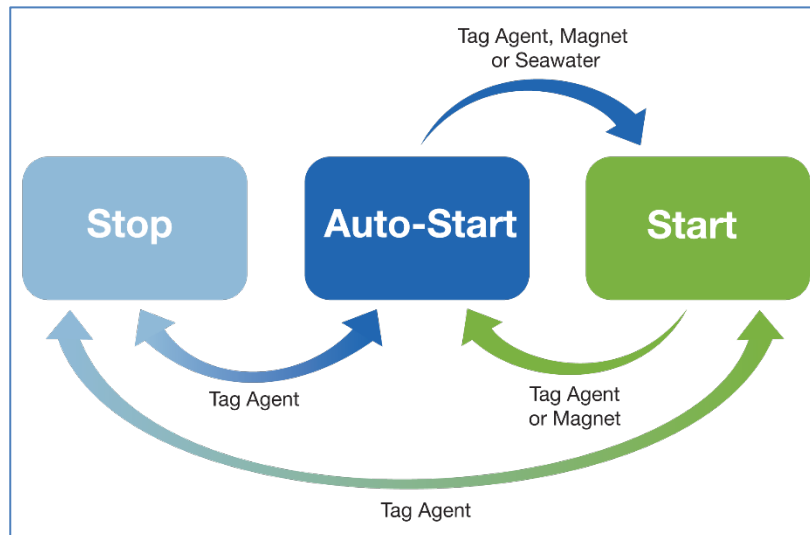 Tag Agent, Magnet
or Seawater
Stop
Auto-Start
Start
Tag Agent
Tag Agent
or Magnet
Tag Agent